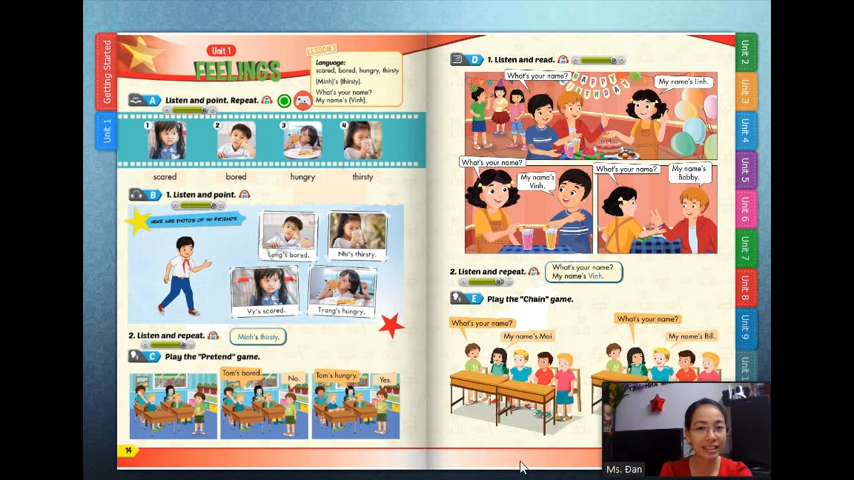 Getting Started
Unit 1
Unit 1
FEELINGS
LESSON 2
Language:
scared, bored, hungry, thirsty
(Minh)'s (thirsty).
What's your name?
My name's (Vinh).
A Listen and point. Repeat.
1
2
3
4
scared
bored
hungry
thirsty
B 1. Listen and point.
HERE ARE PHOTOS OF MY FRIENDS
Long's bored.
Nhi's thirsty.
Vy's scared.
Trang's hungry.
2. Listen and repeat.
Minh's thirsty.
C Play the "Pretend" game.
Tom's bored.
No.
Tom's hungry.
Yes.
14
D 1. Listen and read.
HAPPY
BIRTHDAY
What's your name?
My name's Linh.
What's your name?
My name's
Vinh.
What's your name?
My name's
Bobby.
2. Listen and repeat.
What's your name?
My name's Vinh.
E Play the "Chain" game.
What's your name?
My name's Mai.
What's your name?
My name's Bill.
Unit 2
Unit 3
Unit 4
Unit 5
Unit 6
Unit 7
Unit 8
Unit 9
Ms. Đan